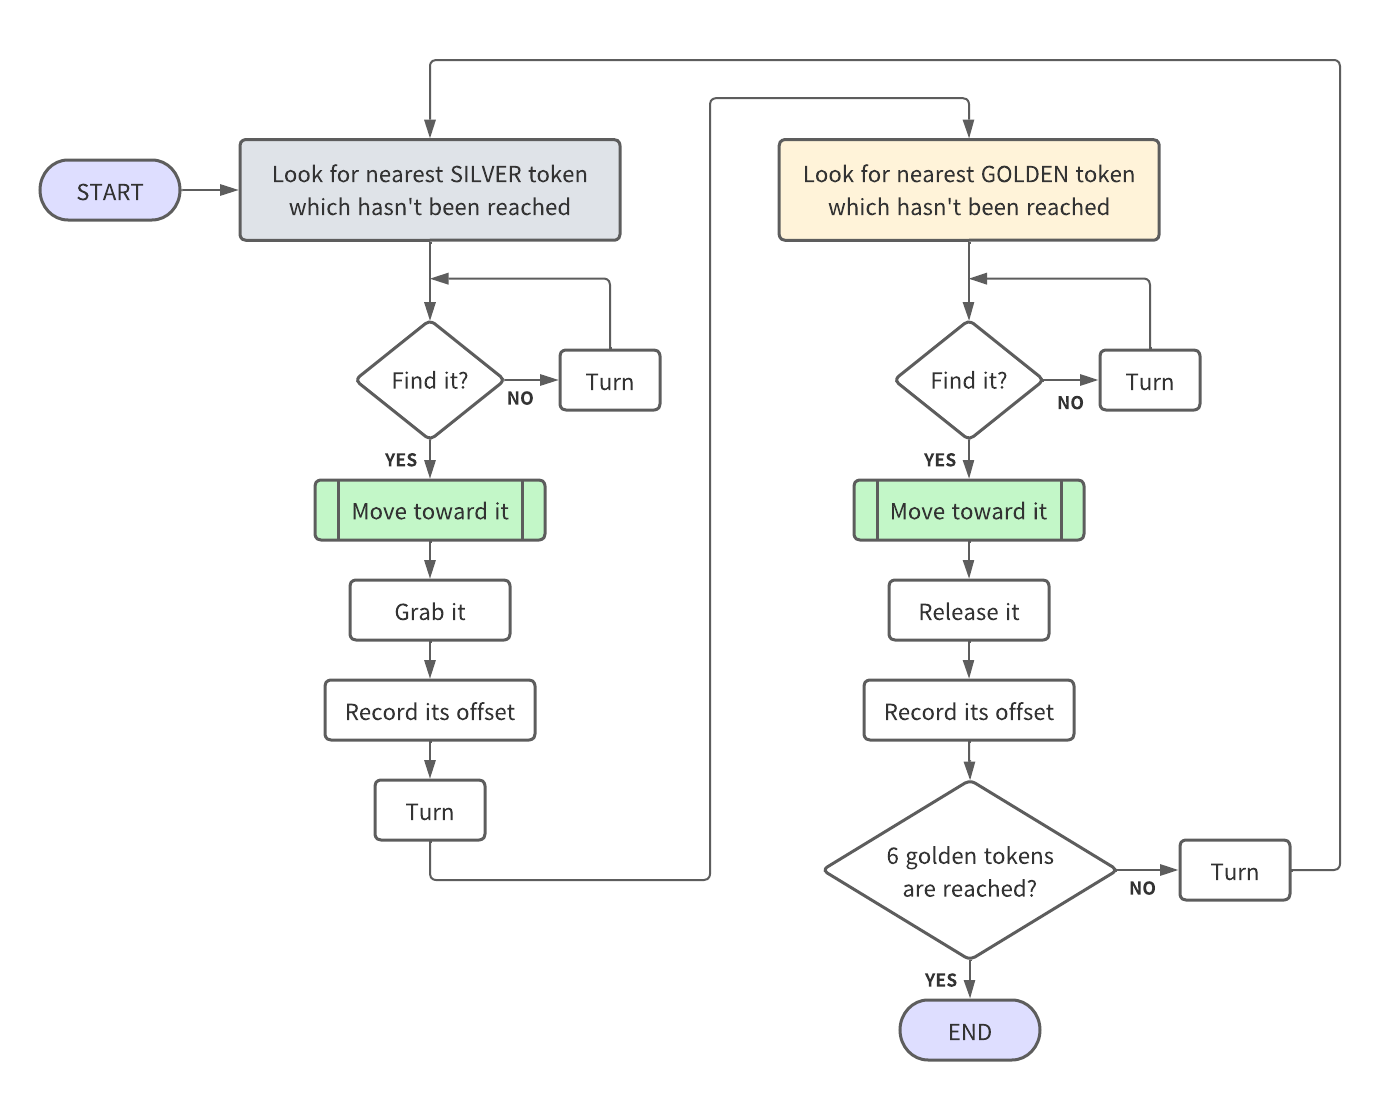 START
Look for nearest SILVER token
which hasn't been reached
Find it?
NO
Turn
YES
Move toward it
Grab it
Record its offset
Turn
Look for nearest GOLDEN token
which hasn't been reached
Find it?
NO
Turn
YES
Move toward it
Release it
Record its offset
6 golden tokens
are reached?
NO
Turn
YES
END